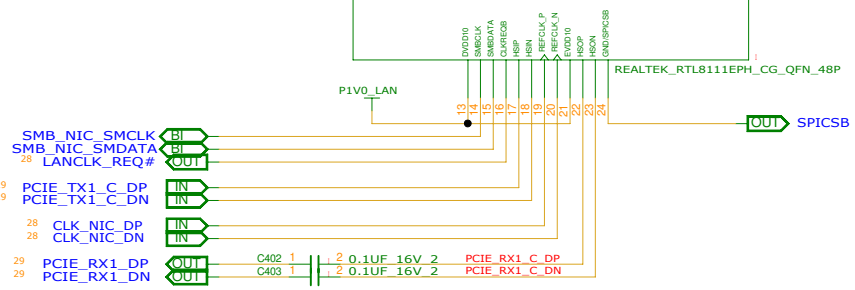 DVDD10
SMBCLK
SMBDATA
CLKREQB
HSIP
HSIN
REFCLK_P
REFCLK_N
EVDD10
HSOP
HSON
GND/SPICSB
REALTEK_RTL8111EPH_CG_QFN_48P
P1V0_LAN
13
14
15
16
17
18
19
20
21
22
23
24
OUT SPICSB
SMB_NIC_SMCLK BI
SMB_NIC_SMDATA BI
28 LANCLK_REQ# OUT
9 PCIE_TX1_C_DP IN
9 PCIE_TX1_C_DN IN
28 CLK_NIC_DP IN
28 CLK_NIC_DN IN
29 PCIE_RX1_DP OUT C402 1 2 0.1UF_16V_2 PCIE_RX1_C_DP
29 PCIE_RX1_DN OUT C403 1 2 0.1UF_16V_2 PCIE_RX1_C_DN